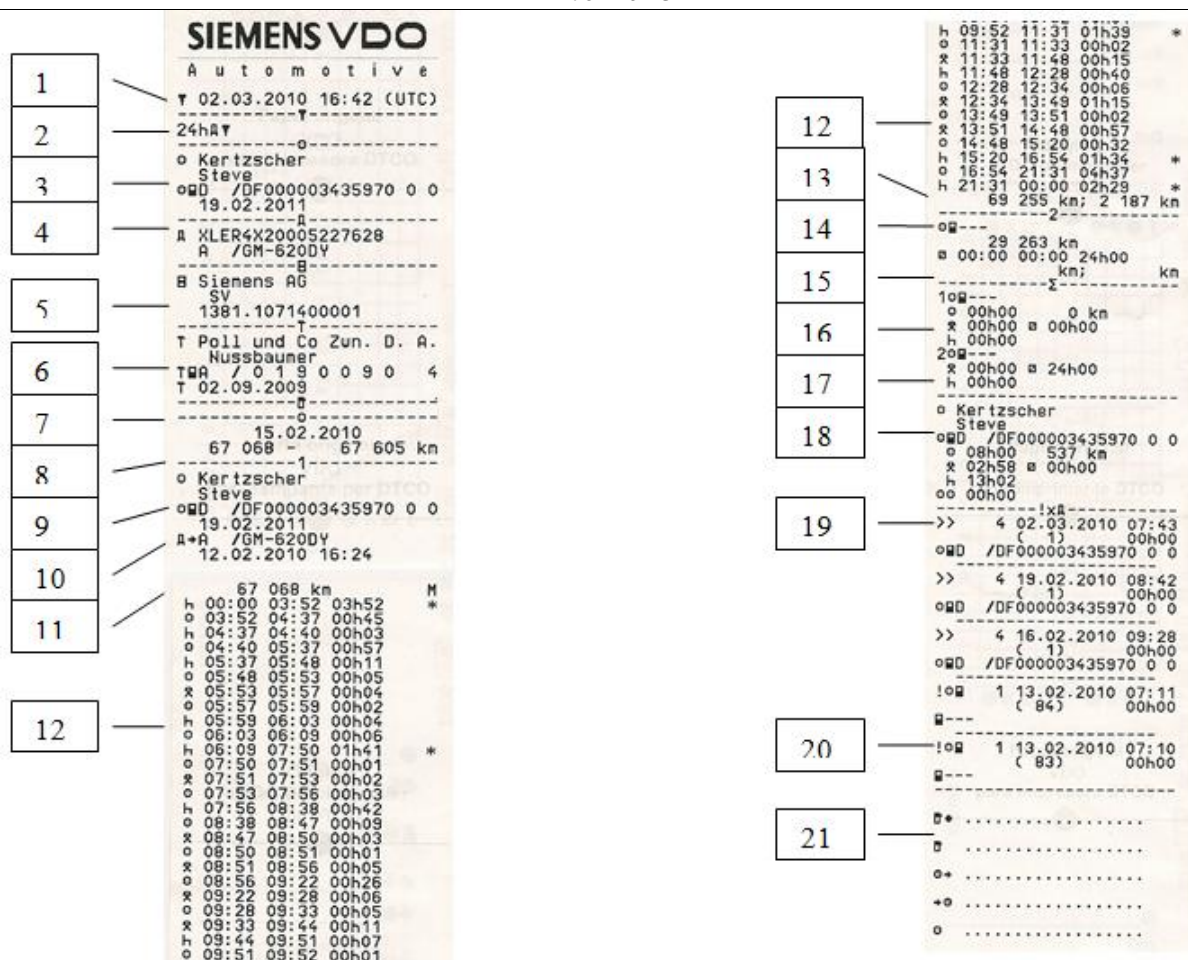 1
2
3
4
5
6
7
8
9
10
11
12
SIEMENS VDO
Automotive
▼ 02.03.2010 16:42 (UTC)
24h▼
o Kertzscher
Steve
D /DF000003435970 0 0
19.02.2011
XLER4X20005227628
A /GM-620DY
B Siemens AG
SV
1381.1071400001
T
T Poll und Co Zun. D. A.
Nussbaumer
TA / 0 1 9 0 0 9 0 4
T 02.09.2009
15.02.2010
67 068 - 67 605 km
1
o Kertzscher
Steve
D /DF000003435970 0 0
19.02.2011
A /GM-620DY
12.02.2010 16:24
67 068 km M
h 00:00 03:52 03h52 *
o 03:52 04:37 00h45
h 04:37 04:40 00h03
o 04:40 05:37 00h57
h 05:37 05:48 00h11
o 05:48 05:53 00h05
⚒ 05:53 05:57 00h04
o 05:57 05:59 00h02
h 05:59 06:03 00h04
o 06:03 06:09 00h06
h 06:09 07:50 01h41 *
o 07:50 07:51 00h01
⚒ 07:51 07:53 00h02
o 07:53 07:56 00h03
h 07:56 08:38 00h42
o 08:38 08:47 00h09
⚒ 08:47 08:50 00h03
o 08:50 08:51 00h01
⚒ 08:51 08:56 00h05
o 08:56 09:22 00h26
⚒ 09:22 09:28 00h06
o 09:28 09:33 00h05
⚒ 09:33 09:44 00h11
h 09:44 09:51 00h07
o 09:51 09:52 00h01
12
13
14
15
16
17
18
19
20
21
h 09:52 11:31 01h39 *
o 11:31 11:33 00h02
⚒ 11:33 11:48 00h15
h 11:48 12:28 00h40
o 12:28 12:34 00h06
⚒ 12:34 13:49 01h15
o 13:49 13:51 00h02
⚒ 13:51 14:48 00h57
o 14:48 15:20 00h32
h 15:20 16:54 01h34 *
o 16:54 21:31 04h37
h 21:31 00:00 02h29 *
69 255 km; 2 187 km
2
o---
29 263 km
00:00 00:00 24h00
km; km
Σ
1o---
o 00h00 0 km
⚒ 00h00 00h00
h 00h00
2o---
⚒ 00h00 24h00
h 00h00
o Kertzscher
Steve
D /DF000003435970 0 0
o 08h00 537 km
⚒ 02h58 00h00
h 13h02
oo 00h00
!x
>> 4 02.03.2010 07:43
( 1) 00h00
D /DF000003435970 0 0
>> 4 19.02.2010 08:42
( 1) 00h00
D /DF000003435970 0 0
>> 4 16.02.2010 09:28
( 1) 00h00
D /DF000003435970 0 0
!o 1 13.02.2010 07:11
( 84) 00h00
---
!o 1 13.02.2010 07:10
( 83) 00h00
---
..................
..................
o→ ..................
→o ..................
o ..................